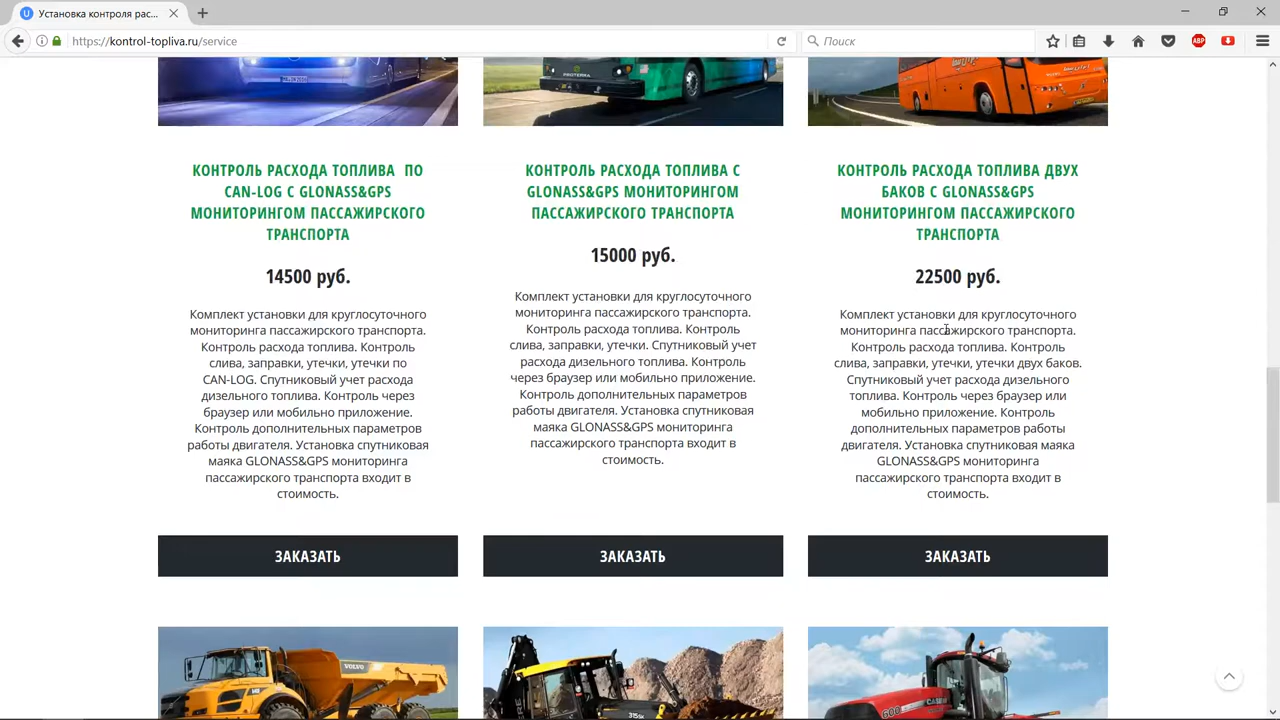 Установка контроля рас...
https://kontrol-topliva.ru/service
Поиск
ABP
PROTERRA
КОНТРОЛЬ РАСХОДА ТОПЛИВА ПО
CAN-LOG С GLONASS&GPS
МОНИТОРИНГОМ ПАССАЖИРСКОГО
ТРАНСПОРТА
14500 руб.
Комплект установки для круглосуточного
мониторинга пассажирского транспорта.
Контроль расхода топлива. Контроль
слива, заправки, утечки, утечки по
CAN-LOG. Спутниковый учет расхода
дизельного топлива. Контроль через
браузер или мобильно приложение.
Контроль дополнительных параметров
работы двигателя. Установка спутниковая
маяка GLONASS&GPS мониторинга
пассажирского транспорта входит в
стоимость.
ЗАКАЗАТЬ
КОНТРОЛЬ РАСХОДА ТОПЛИВА С
GLONASS&GPS МОНИТОРИНГОМ
ПАССАЖИРСКОГО ТРАНСПОРТА
15000 руб.
Комплект установки для круглосуточного
мониторинга пассажирского транспорта.
Контроль расхода топлива. Контроль
слива, заправки, утечки. Спутниковый учет
расхода дизельного топлива. Контроль
через браузер или мобильно приложение.
Контроль дополнительных параметров
работы двигателя. Установка спутниковая
маяка GLONASS&GPS мониторинга
пассажирского транспорта входит в
стоимость.
ЗАКАЗАТЬ
КОНТРОЛЬ РАСХОДА ТОПЛИВА ДВУХ
БАКОВ С GLONASS&GPS
МОНИТОРИНГОМ ПАССАЖИРСКОГО
ТРАНСПОРТА
22500 руб.
Комплект установки для круглосуточного
мониторинга пассажирского транспорта.
Контроль расхода топлива. Контроль
слива, заправки, утечки, утечки двух баков.
Спутниковый учет расхода дизельного
топлива. Контроль через браузер или
мобильно приложение. Контроль
дополнительных параметров работы
двигателя. Установка спутниковая маяка
GLONASS&GPS мониторинга
пассажирского транспорта входит в
стоимость.
ЗАКАЗАТЬ
VOLVO
315SK
CASE
600